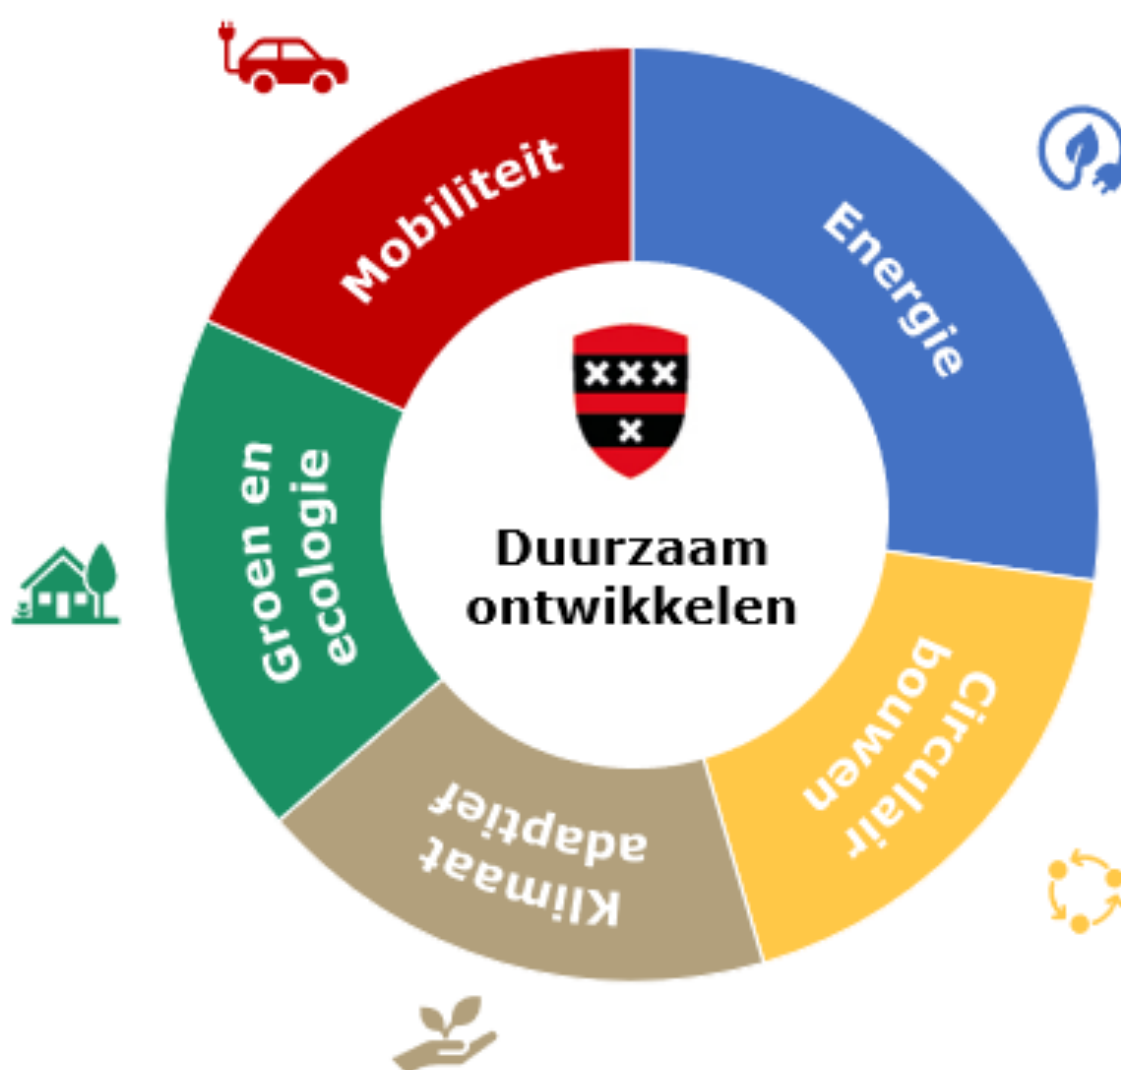 Mobiliteit
Energie
Groen en
ecologie
Duurzaam
ontwikkelen
Circulair
bouwen
Klimaat
adaptief